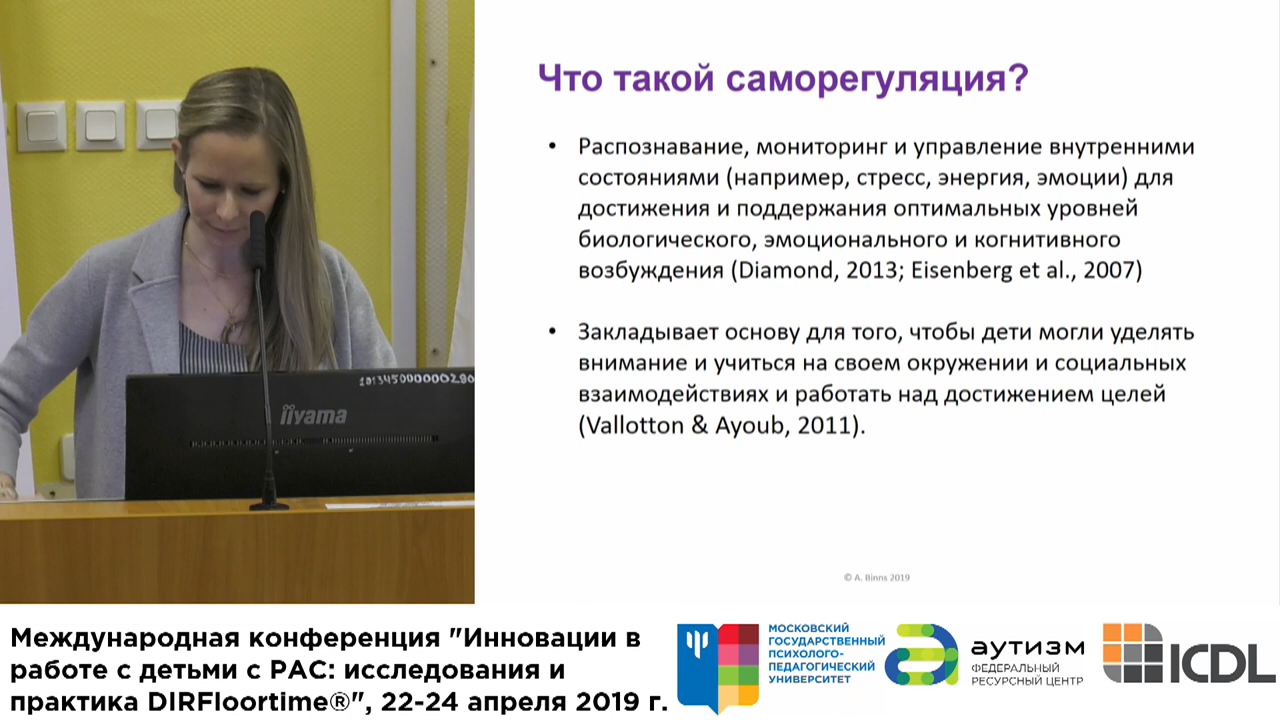 Что такой саморегуляция?
• Распознавание, мониторинг и управление внутренними
состояниями (например, стресс, энергия, эмоции) для
достижения и поддержания оптимальных уровней
биологического, эмоционального и когнитивного
возбуждения (Diamond, 2013; Eisenberg et al., 2007)
• Закладывает основу для того, чтобы дети могли уделять
внимание и учиться на своем окружении и социальных
взаимодействиях и работать над достижением целей
(Vallotton & Ayoub, 2011).
© A. Binns 2019
iiyama
Международная конференция "Инновации в
работе с детьми с РАС: исследования и
практика DIRFloortime®", 22-24 апреля 2019 г.
МОСКОВСКИЙ
ГОСУДАРСТВЕННЫЙ
ПСИХОЛОГО-
ПЕДАГОГИЧЕСКИЙ
УНИВЕРСИТЕТ
аутизм
ФЕДЕРАЛЬНЫЙ
РЕСУРСНЫЙ ЦЕНТР
ICDL